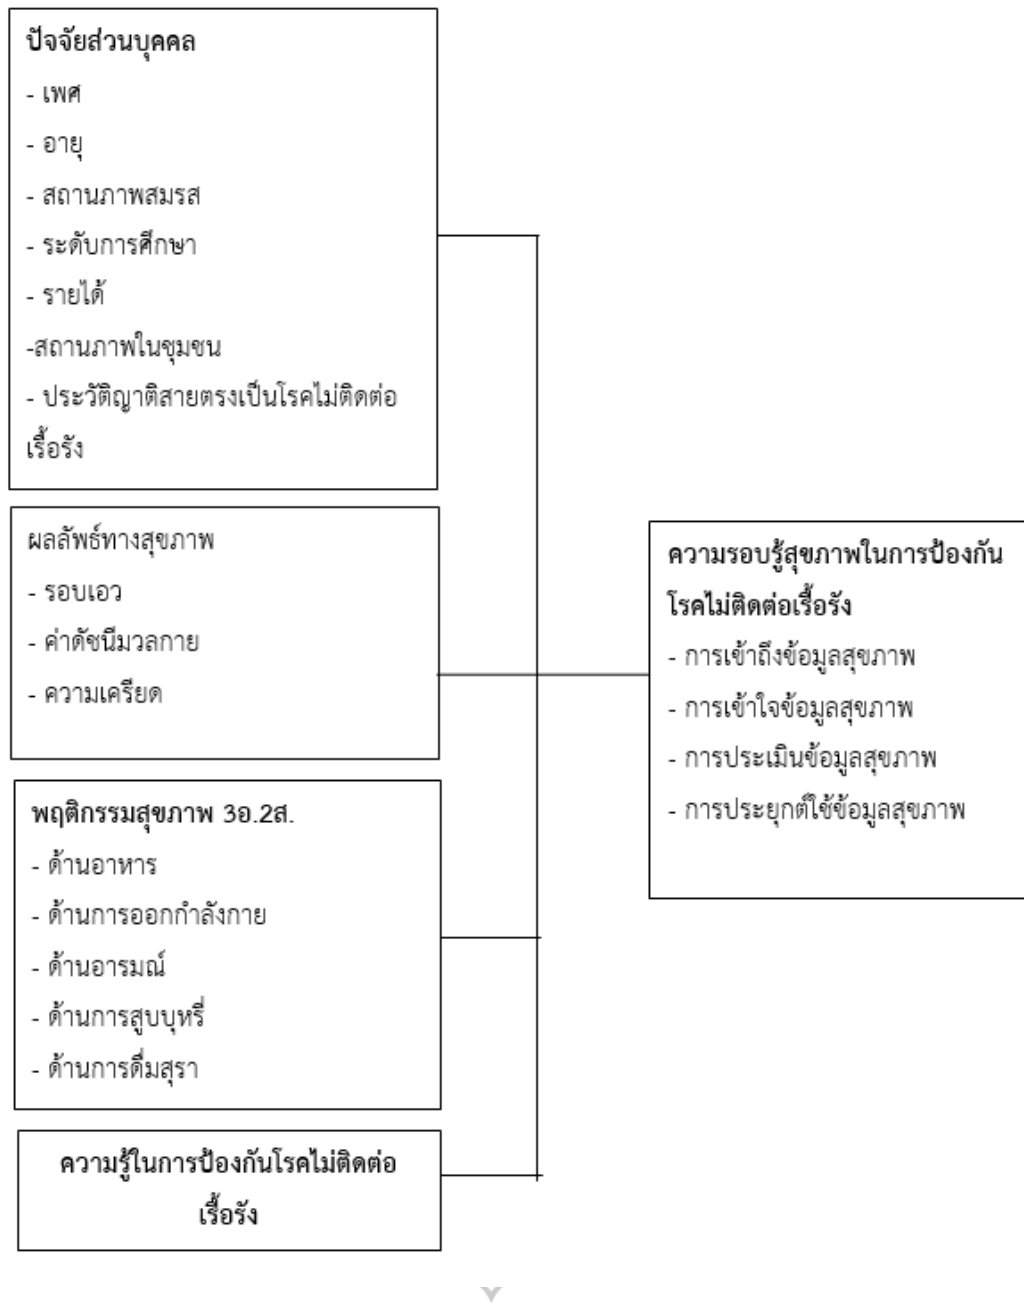 ปัจจัยส่วนบุคคล
- เพศ
- อายุ
- สถานภาพสมรส
- ระดับการศึกษา
- รายได้
-สถานภาพในชุมชน
- ประวัติญาติสายตรงเป็นโรคไม่ติดต่อ
เรื้อรัง
ผลลัพธ์ทางสุขภาพ
- รอบเอว
- ค่าดัชนีมวลกาย
- ความเครียด
พฤติกรรมสุขภาพ 3อ.2ส.
- ด้านอาหาร
- ด้านการออกกำลังกาย
- ด้านอารมณ์
- ด้านการสูบบุหรี่
- ด้านการดื่มสุรา
ความรู้ในการป้องกันโรคไม่ติดต่อ
เรื้อรัง
ความรอบรู้สุขภาพในการป้องกัน
โรคไม่ติดต่อเรื้อรัง
- การเข้าถึงข้อมูลสุขภาพ
- การเข้าใจข้อมูลสุขภาพ
- การประเมินข้อมูลสุขภาพ
- การประยุกต์ใช้ข้อมูลสุขภาพ